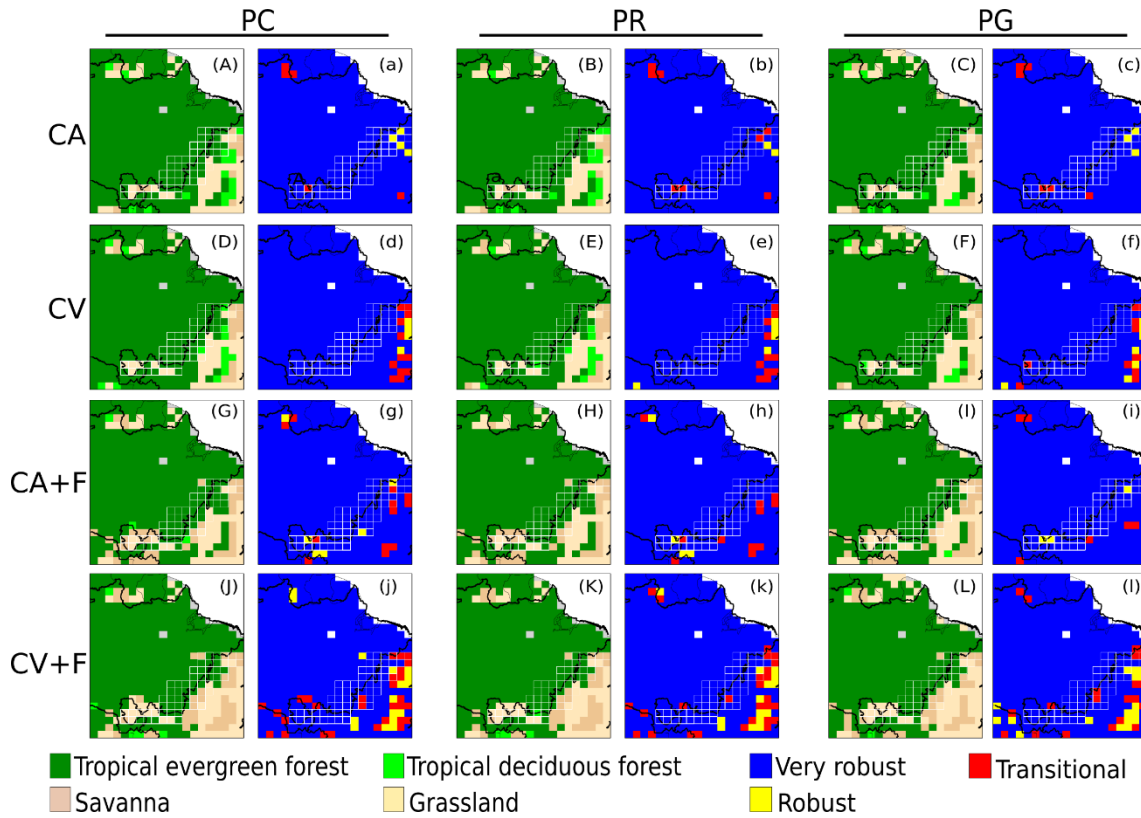 PC PR PG
CA (A) (a) (B) (b) (C) (c)
CV (D) (d) (E) (e) (F) (f)
CA+F (G) (g) (H) (h) (I) (i)
CV+F (J) (j) (K) (k) (L) (l)
Tropical evergreen forest Tropical deciduous forest Very robust Transitional
Savanna Grassland Robust